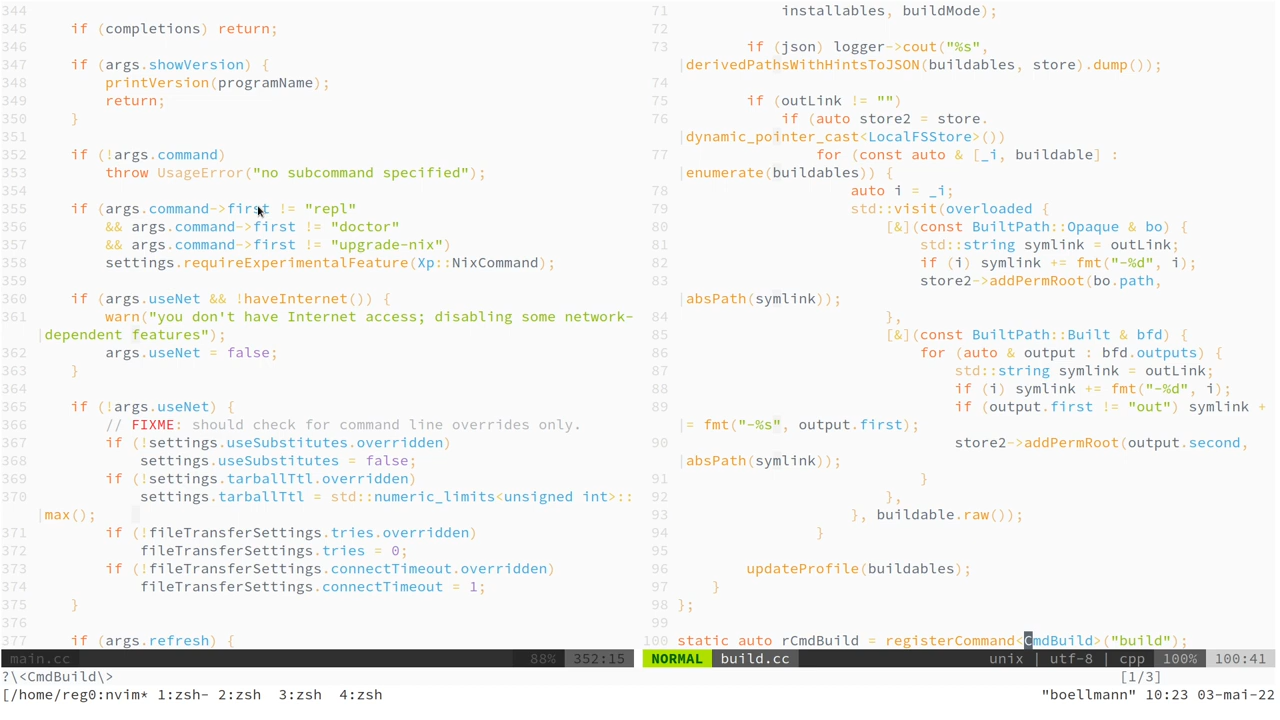 344
345     if (completions) return;
346
347     if (args.showVersion) {
348         printVersion(programName);
349         return;
350     }
351
352     if (!args.command)
353         throw UsageError("no subcommand specified");
354
355     if (args.command->first != "repl"
356         && args.command->first != "doctor"
357         && args.command->first != "upgrade-nix")
358         settings.requireExperimentalFeature(Xp::NixCommand);
359
360     if (args.useNet && !haveInternet()) {
361         warn("you don't have Internet access; disabling some network-
|dependent features");
362         args.useNet = false;
363     }
364
365     if (!args.useNet) {
366         // FIXME: should check for command line overrides only.
367         if (!settings.useSubstitutes.overridden)
368             settings.useSubstitutes = false;
369         if (!settings.tarballTtl.overridden)
370             settings.tarballTtl = std::numeric_limits<unsigned int>::
|max();
371         if (!fileTransferSettings.tries.overridden)
372             fileTransferSettings.tries = 0;
373         if (!fileTransferSettings.connectTimeout.overridden)
374             fileTransferSettings.connectTimeout = 1;
375     }
376
377     if (args.refresh) {
main.cc 88% 352:15
71             installables, buildMode);
72
73         if (json) logger->cout("%s",
|derivedPathsWithHintsToJSON(buildables, store).dump());
74
75         if (outLink != "")
76             if (auto store2 = store.
|dynamic_pointer_cast<LocalFSStore>())
77                 for (const auto & [_i, buildable] :
|enumerate(buildables)) {
78                     auto i = _i;
79                     std::visit(overloaded {
80                         [&](const BuiltPath::Opaque & bo) {
81                             std::string symlink = outLink;
82                             if (i) symlink += fmt("-%d", i);
83                             store2->addPermRoot(bo.path,
|absPath(symlink));
84                         },
85                         [&](const BuiltPath::Built & bfd) {
86                             for (auto & output : bfd.outputs) {
87                                 std::string symlink = outLink;
88                                 if (i) symlink += fmt("-%d", i);
89                                 if (output.first != "out") symlink +
|= fmt("-%s", output.first);
90                                 store2->addPermRoot(output.second,
|absPath(symlink));
91                             }
92                         },
93                     }, buildable.raw());
94                 }
95
96         updateProfile(buildables);
97     }
98 };
99
100 static auto rCmdBuild = registerCommand<CmdBuild>("build");
NORMAL build.cc unix | utf-8 | cpp 100% 100:41
?\<CmdBuild\> [1/3]
[/home/reg0:nvim* 1:zsh- 2:zsh  3:zsh  4:zsh "boellmann" 10:23 03-mai-22